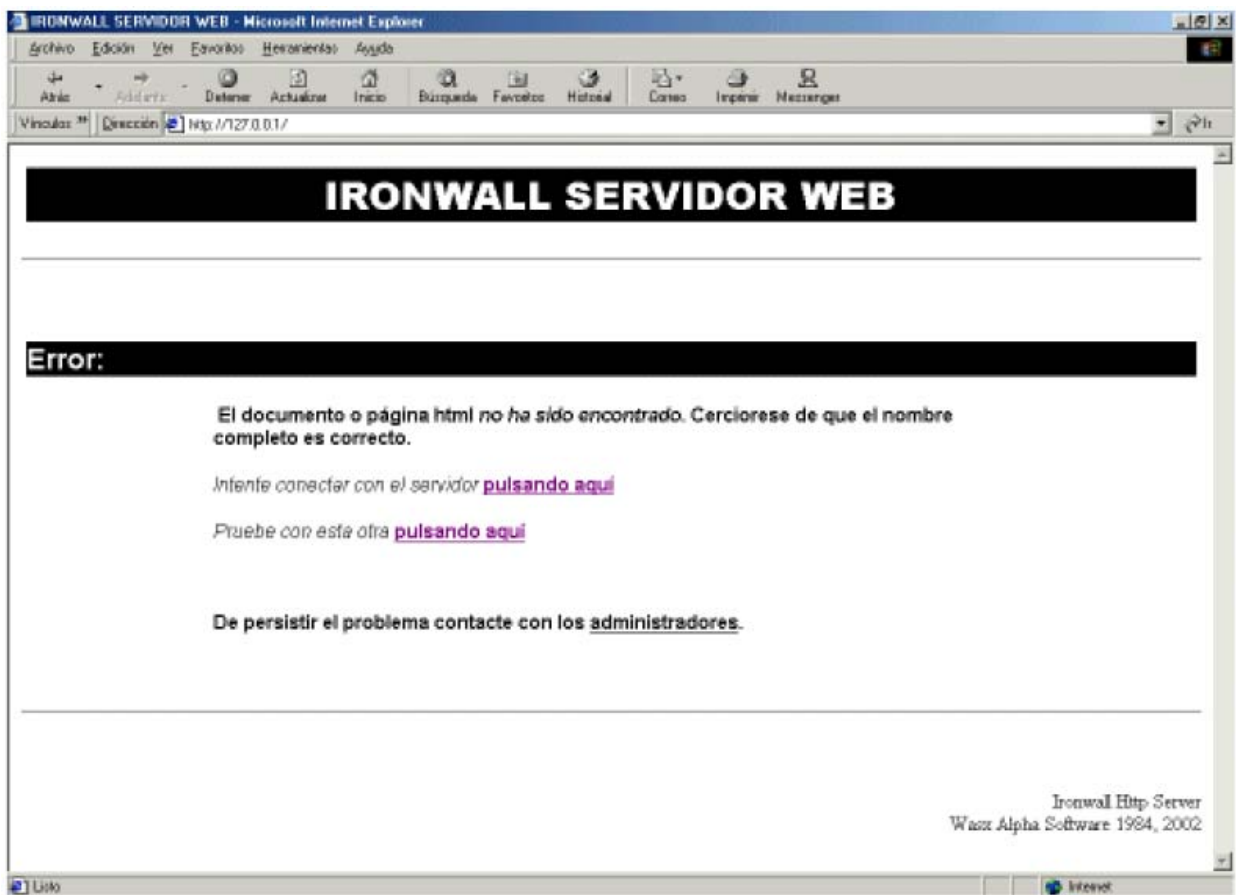 IRONWALL SERVIDOR WEB - Microsoft Internet Explorer
Archivo Edición Ver Favoritos Herramientas Ayuda
Atrás Adelante Detener Actualizar Inicio Búsqueda Favoritos Historial Correo Imprimir Messenger
Vínculos » Dirección http://127.0.0.1/ Ir
IRONWALL SERVIDOR WEB
Error:
El documento o página html no ha sido encontrado. Cerciorese de que el nombre
completo es correcto.
Intente conectar con el servidor pulsando aquí
Pruebe con esta otra pulsando aquí
De persistir el problema contacte con los administradores.
Ironwall Http Server
Wasx Alpha Software 1984, 2002
Listo Internet